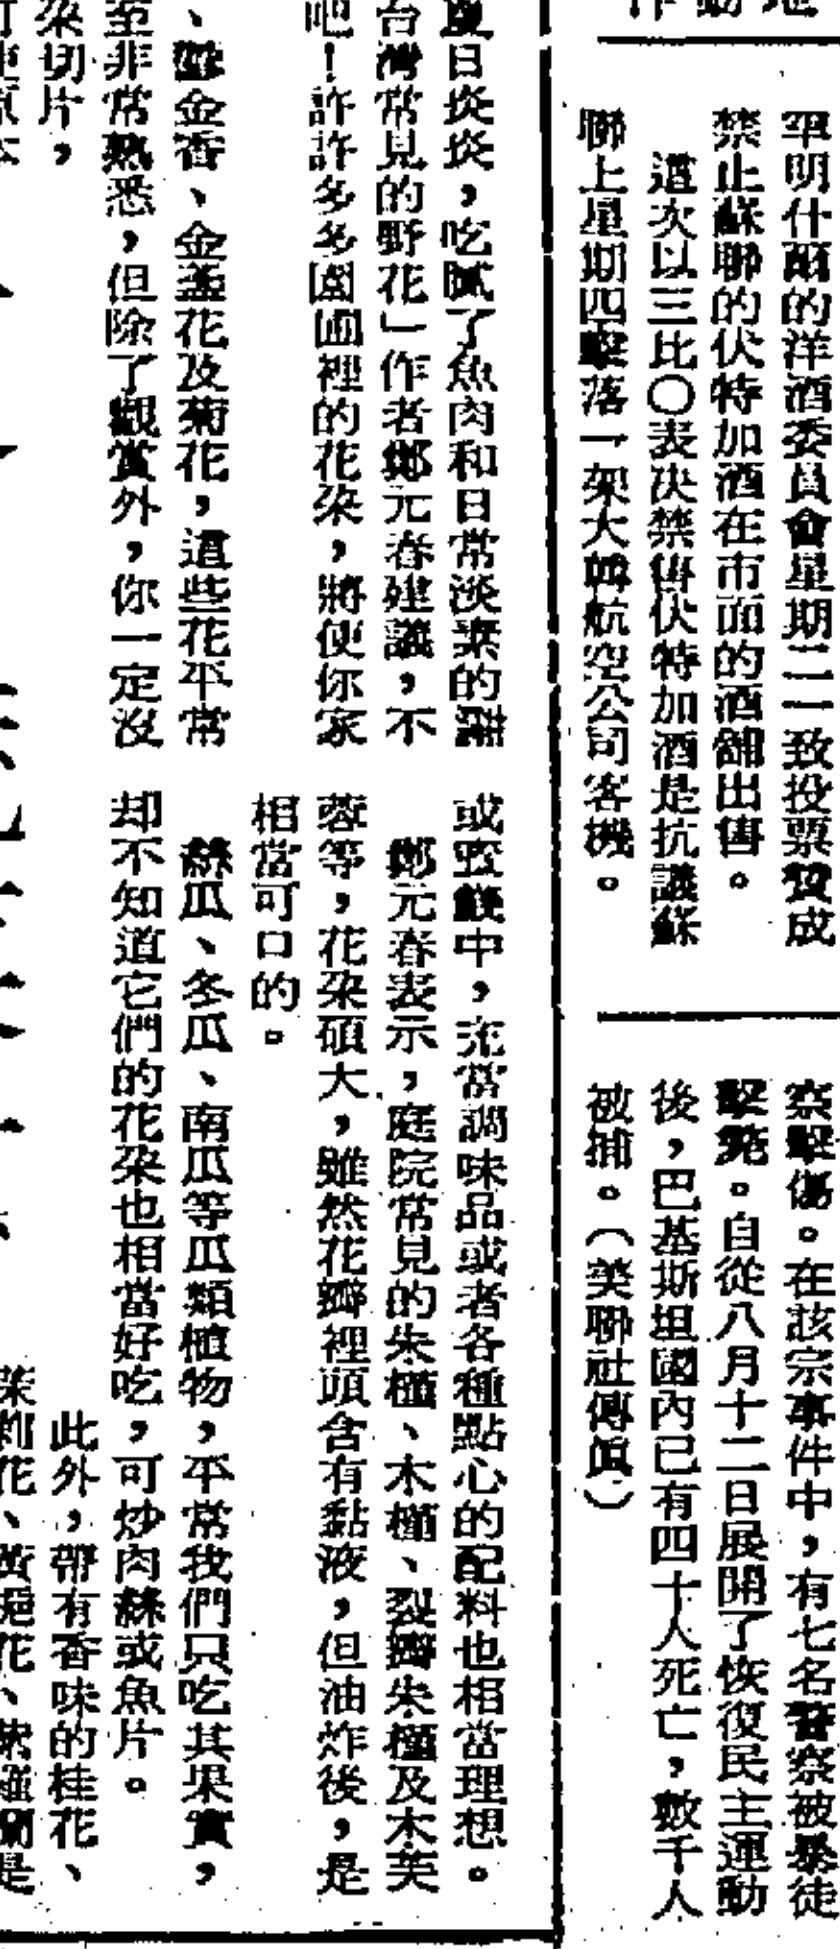 地動作
罕明什爾的洋酒委員會星期二一致投票贊成
禁止蘇聯的伏特加酒在市面的酒舖出售。
這次以三比〇表決禁售伏特加酒是抗議蘇
聯上星期四擊落一架大韓航空公司客機。
察擊傷。在該宗事件中，有七名警察被暴徒
擊斃。自從八月十二日展開了恢復民主運動
後，巴基斯坦國內已有四十人死亡，數千人
被捕。（美聯社傳真）
夏日炎炎，吃膩了魚肉和日常淡素的
台灣常見的野花」作者鄭元春建議，不
吧！許許多多園圃裡的花朵，將使你家
、鬱金香、金盞花及菊花，這些花平常
至非常熟悉，但除了觀賞外，你一定沒
朵切片，
或蜜餞中，充當調味品或者各種點心的配料也相當理想。
鄭元春表示，庭院常見的朱槿、木槿、裂瓣朱槿及木芙
蓉等，花朵碩大，雖然花瓣裡頭含有黏液，但油炸後，是
相當可口的。
絲瓜、冬瓜、南瓜等瓜類植物，平常我們只吃其果實，
却不知道它們的花朵也相當好吃，可炒肉絲或魚片。
此外，帶有香味的桂花、
茉莉花、黃梔花、紫羅蘭是